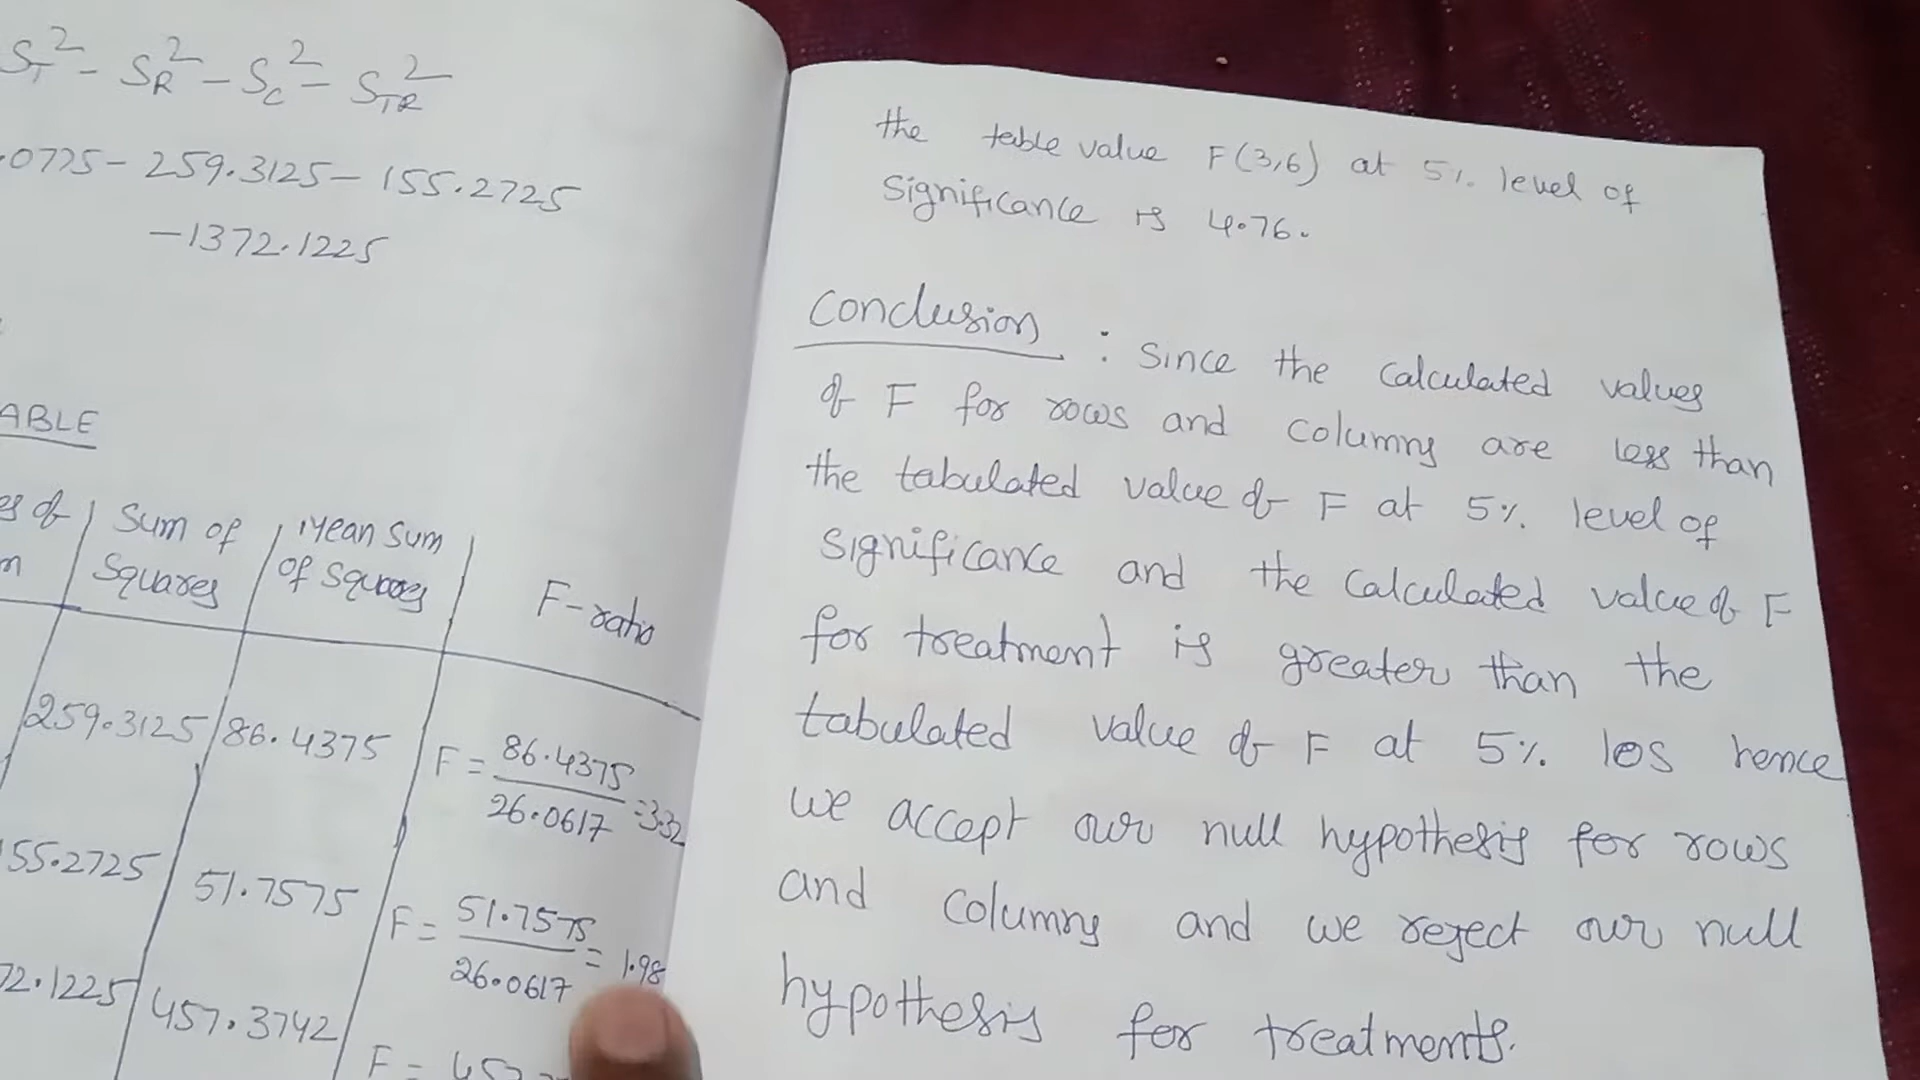 S_T^2 - S_R^2 - S_C^2 - S_TR^2
.0775 - 259.3125 - 155.2725
-1372.1225
ABLE
es of | Sum of Squares | Mean Sum of Squares | F-ratio
259.3125 | 86.4375 | F = 86.4375 / 26.0617 = 3.32
55.2725 | 51.7575 | F = 51.7575 / 26.0617 = 1.98
72.1225 | 457.3742
F =
the table value F(3,6) at 5% level of
Significance is 4.76.
Conclusion : Since the calculated values
of F for rows and columns are less than
the tabulated value of F at 5% level of
significance and the calculated value of F
for treatment is greater than the
tabulated value of F at 5% los hence
we accept our null hypothesis for rows
and columns and we reject our null
hypothesis for treatments.